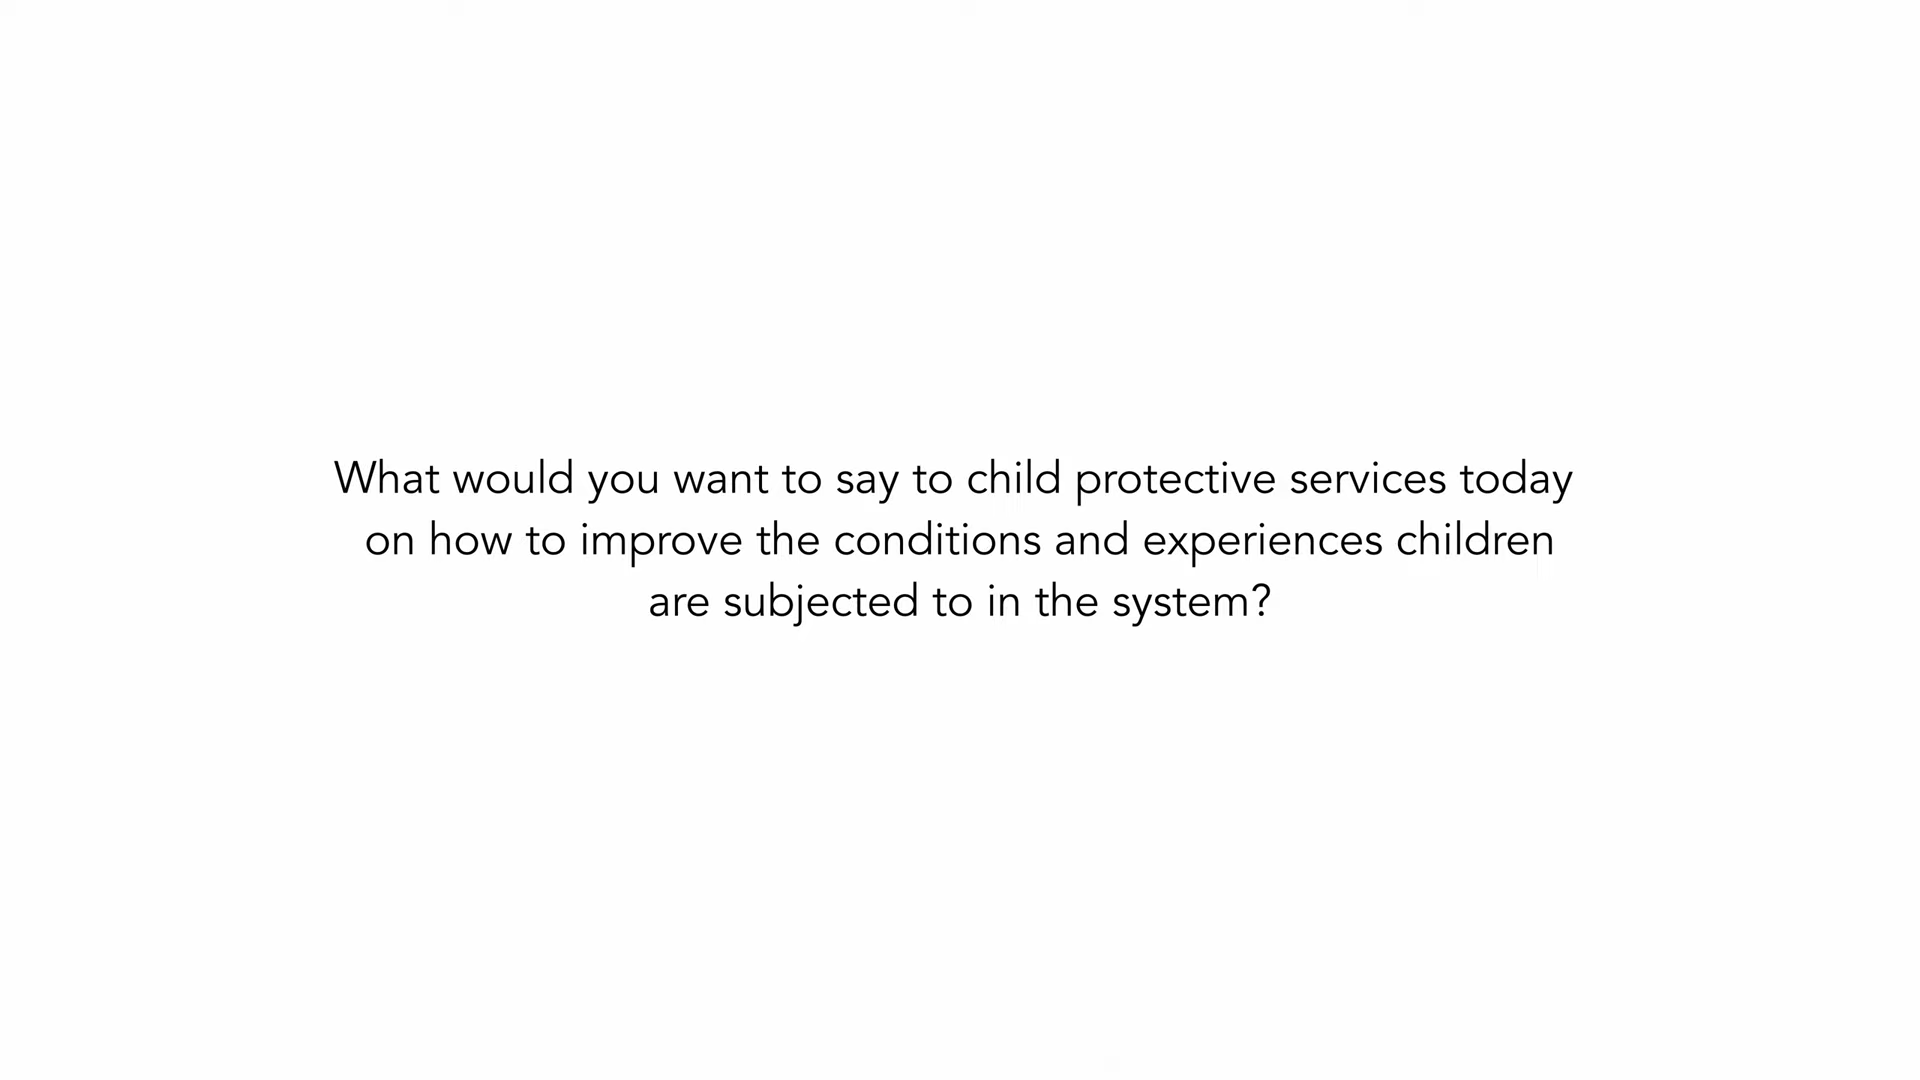 What would you want to say to child protective services today
on how to improve the conditions and experiences children
are subjected to in the system?